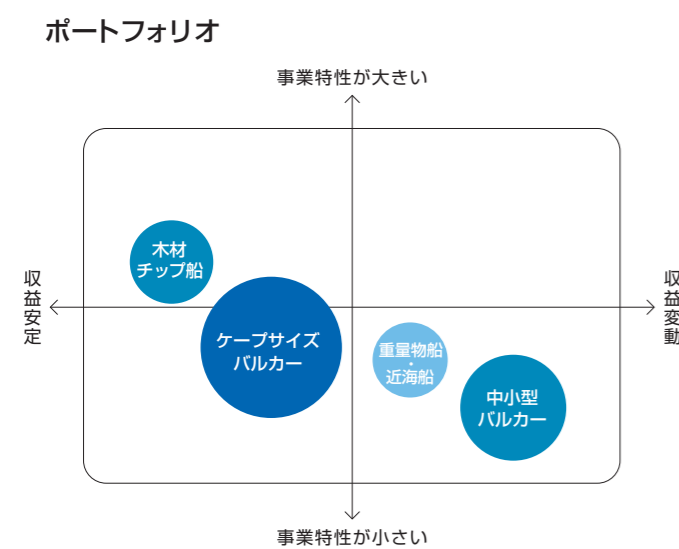 ポートフォリオ
事業特性が大きい
木材
チップ船
収益安定
収益変動
ケープサイズ
バルカー
重量物船
・
近海船
中小型
バルカー
事業特性が小さい